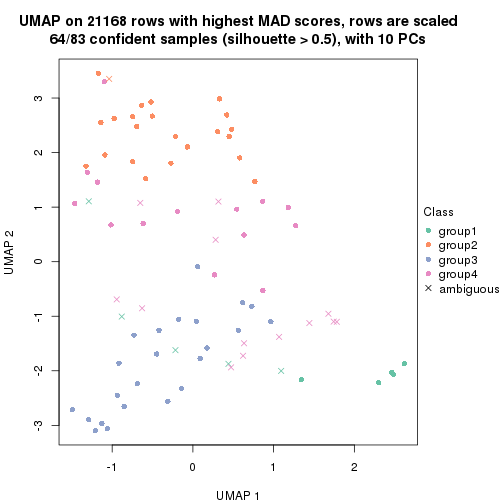 UMAP on 21168 rows with highest MAD scores, rows are scaled
64/83 confident samples (silhouette > 0.5), with 10 PCs
3
2
1
0
-1
-2
-3
UMAP 2
-1
0
1
2
UMAP 1
Class
group1
group2
group3
group4
ambiguous